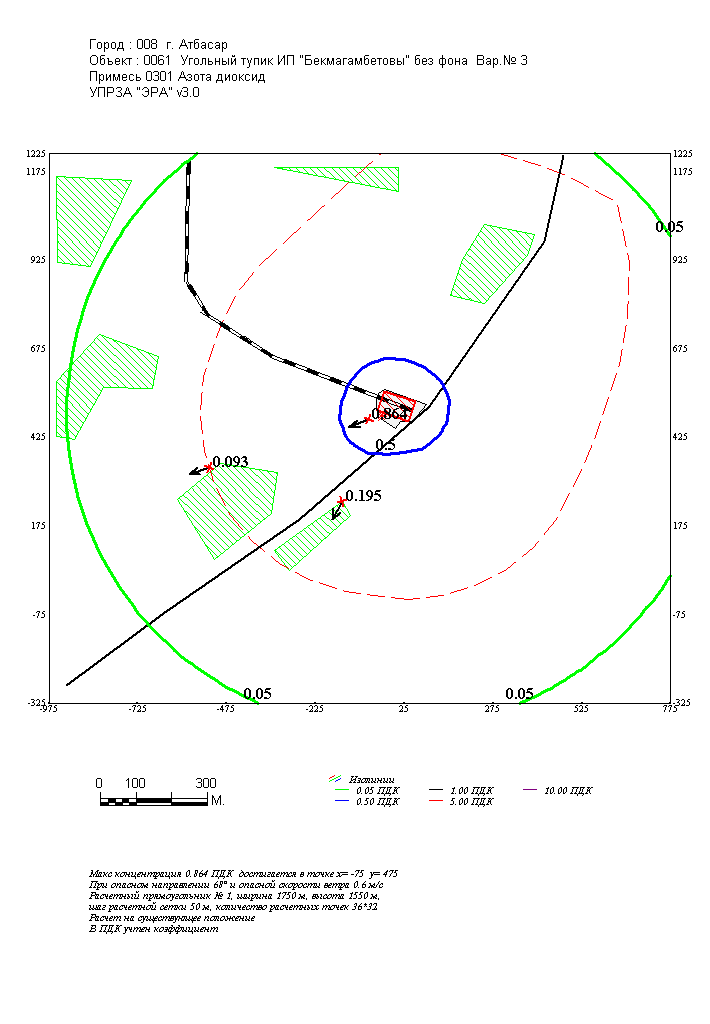 Город : 008 г. Атбасар
Объект : 0061 Угольный тупик ИП "Бекмагамбетовы" без фона Вар.№ 3
Примесь 0301 Азота диоксид
УПРЗА "ЭРА" v3.0
1225 1225
1175 1175
0.05
925 925
675 675
0.864
425 425
0.5
0.093
0.195
175 175
-75 -75
0.05 0.05
-325 -325
-975 -725 -475 -225 25 275 525 775
0 100 300
М.
Изолинии
0.05 ПДК 1.00 ПДК 10.00 ПДК
0.50 ПДК 5.00 ПДК
Макс концентрация 0.864 ПДК достигается в точке x= -75 y= 475
При опасном направлении 68° и опасной скорости ветра 0.6 м/с
Расчетный прямоугольник № 1, ширина 1750 м, высота 1550 м,
шаг расчетной сетки 50 м, количество расчетных точек 36*32
Расчет на существующее положение
В ПДК учтен коэффициент